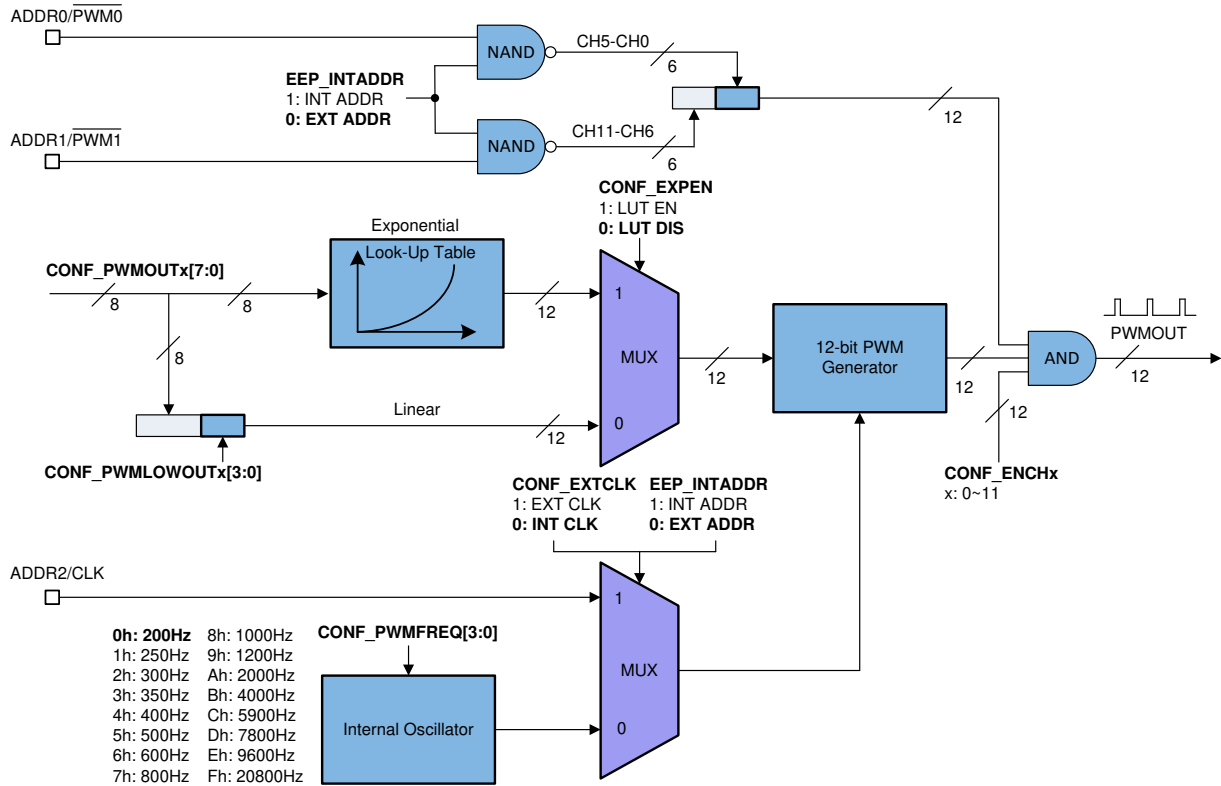 ADDR0/PWM0
NAND
CH5-CH0
6
EEP_INTADDR
1: INT ADDR
0: EXT ADDR
12
ADDR1/PWM1
NAND
CH11-CH6
6
CONF_EXPEN
1: LUT EN
0: LUT DIS
Exponential
Look-Up Table
CONF_PWMOUTx[7:0]
8
8
12
1
8
MUX
12
12-bit PWM
Generator
12
AND
PWMOUT
12
Linear
12
0
12
CONF_PWMLOWOUTx[3:0]
CONF_ENCHx
x: 0~11
CONF_EXTCLK
1: EXT CLK
0: INT CLK
EEP_INTADDR
1: INT ADDR
0: EXT ADDR
ADDR2/CLK
1
0h: 200Hz 8h: 1000Hz
1h: 250Hz 9h: 1200Hz
2h: 300Hz Ah: 2000Hz
3h: 350Hz Bh: 4000Hz
4h: 400Hz Ch: 5900Hz
5h: 500Hz Dh: 7800Hz
6h: 600Hz Eh: 9600Hz
7h: 800Hz Fh: 20800Hz
CONF_PWMFREQ[3:0]
Internal Oscillator
MUX
0